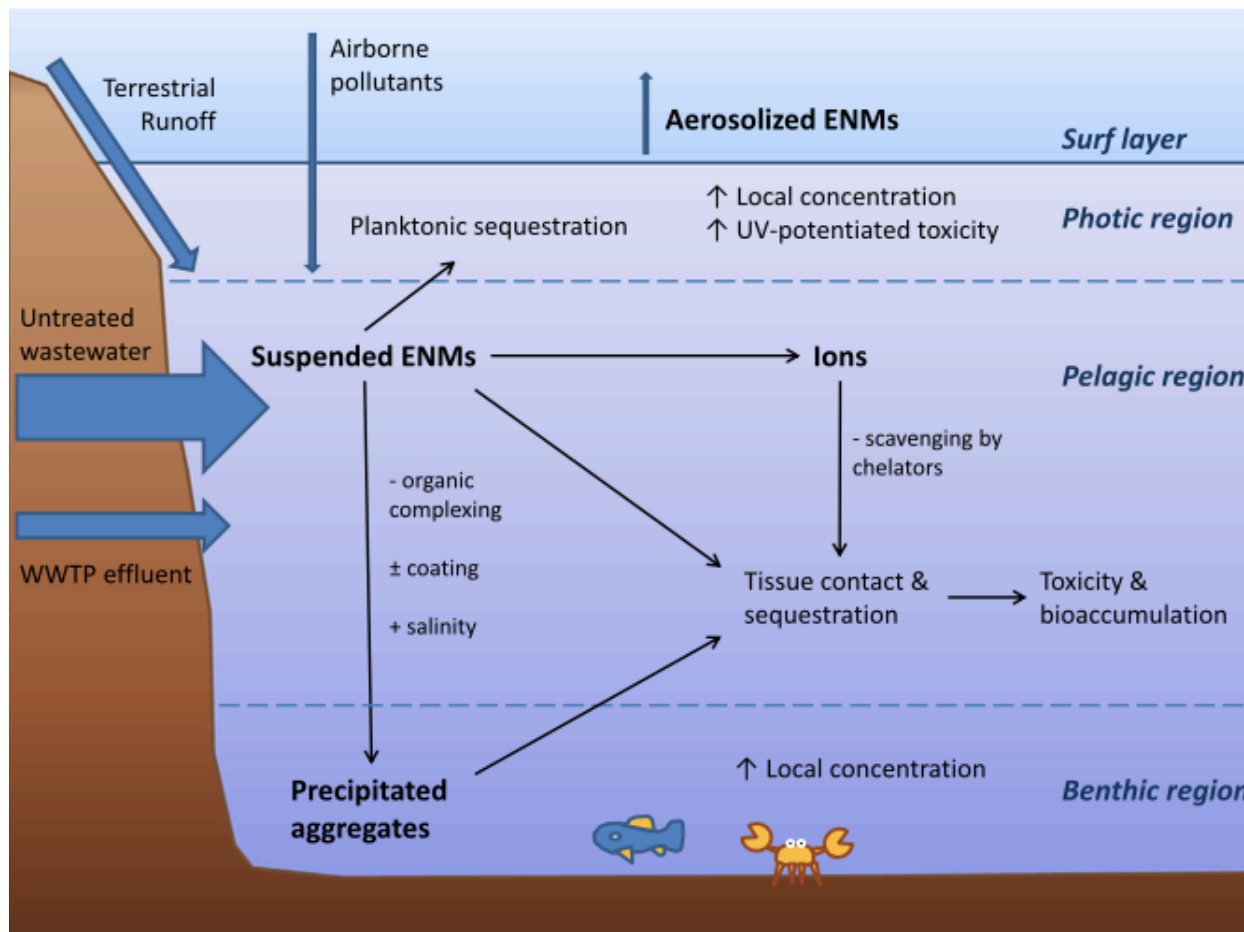 Airborne
pollutants
Terrestrial
Runoff
Aerosolized ENMs
Surf layer
↑ Local concentration
↑ UV-potentiated toxicity
Photic region
Planktonic sequestration
Untreated
wastewater
Suspended ENMs
Ions
Pelagic region
- scavenging by
chelators
- organic
complexing
± coating
+ salinity
WWTP effluent
Tissue contact &
sequestration
Toxicity &
bioaccumulation
Precipitated
aggregates
↑ Local concentration
Benthic region